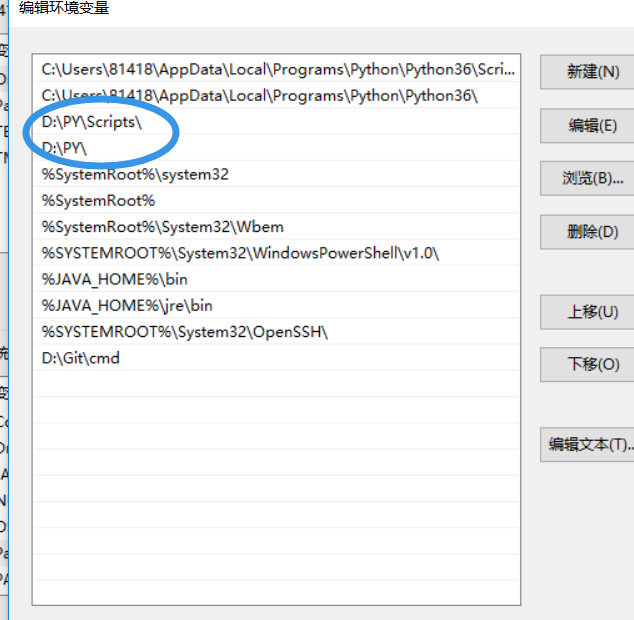 编辑环境变量
C:\Users\81418\AppData\Local\Programs\Python\Python36\Scri...
C:\Users\81418\AppData\Local\Programs\Python\Python36\
D:\PY\Scripts\
D:\PY\
%SystemRoot%\system32
%SystemRoot%
%SystemRoot%\System32\Wbem
%SYSTEMROOT%\System32\WindowsPowerShell\v1.0\
%JAVA_HOME%\bin
%JAVA_HOME%\jre\bin
%SYSTEMROOT%\System32\OpenSSH\
D:\Git\cmd
新建(N)
编辑(E)
浏览(B)...
删除(D)
上移(U)
下移(O)
编辑文本(T)...